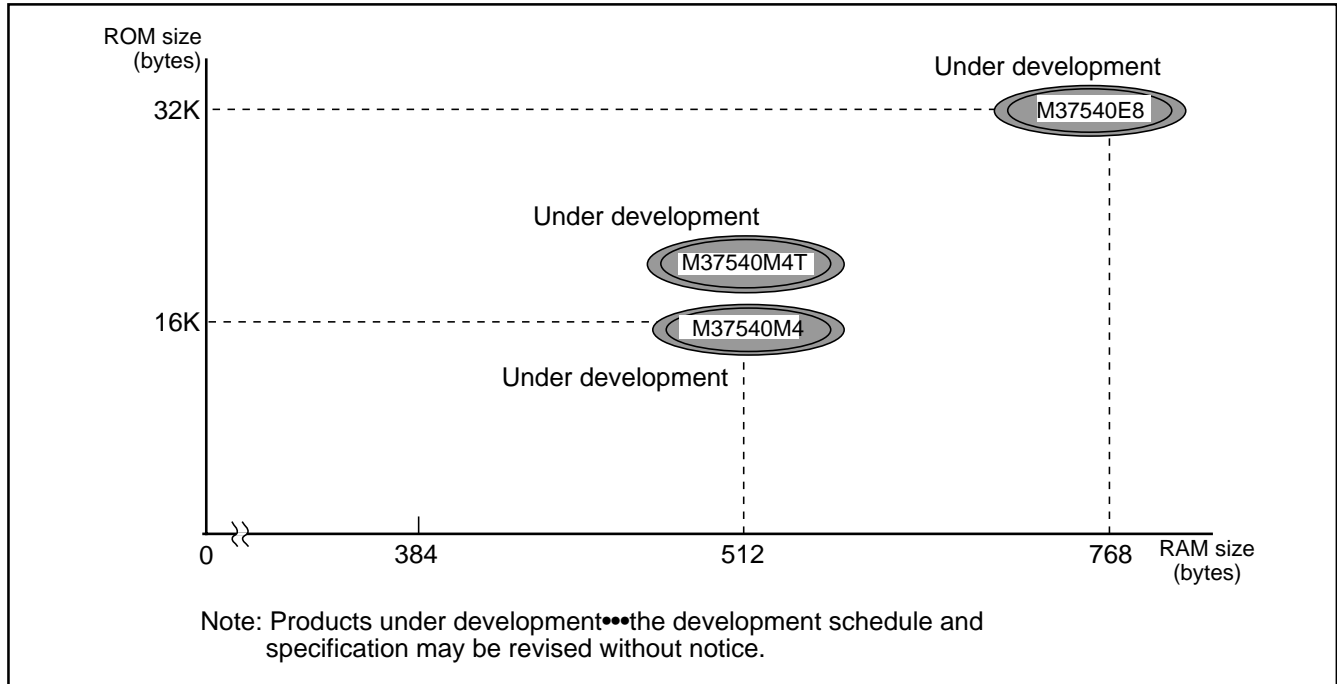 ROM size
(bytes)
Under development
32K
M37540E8
Under development
M37540M4T
16K
M37540M4
Under development
0
384
512
768
RAM size
(bytes)
Note: Products under development•••the development schedule and
specification may be revised without notice.